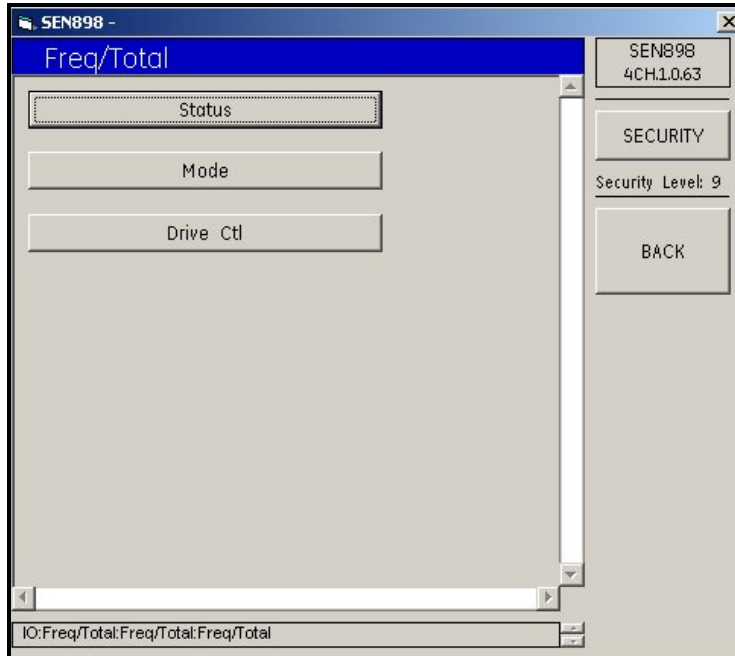 SEN898 -
Freq/Total
Status
Mode
Drive Ctl
SEN898
4CH.1.0.63
SECURITY
Security Level: 9
BACK
IO:Freq/Total:Freq/Total:Freq/Total